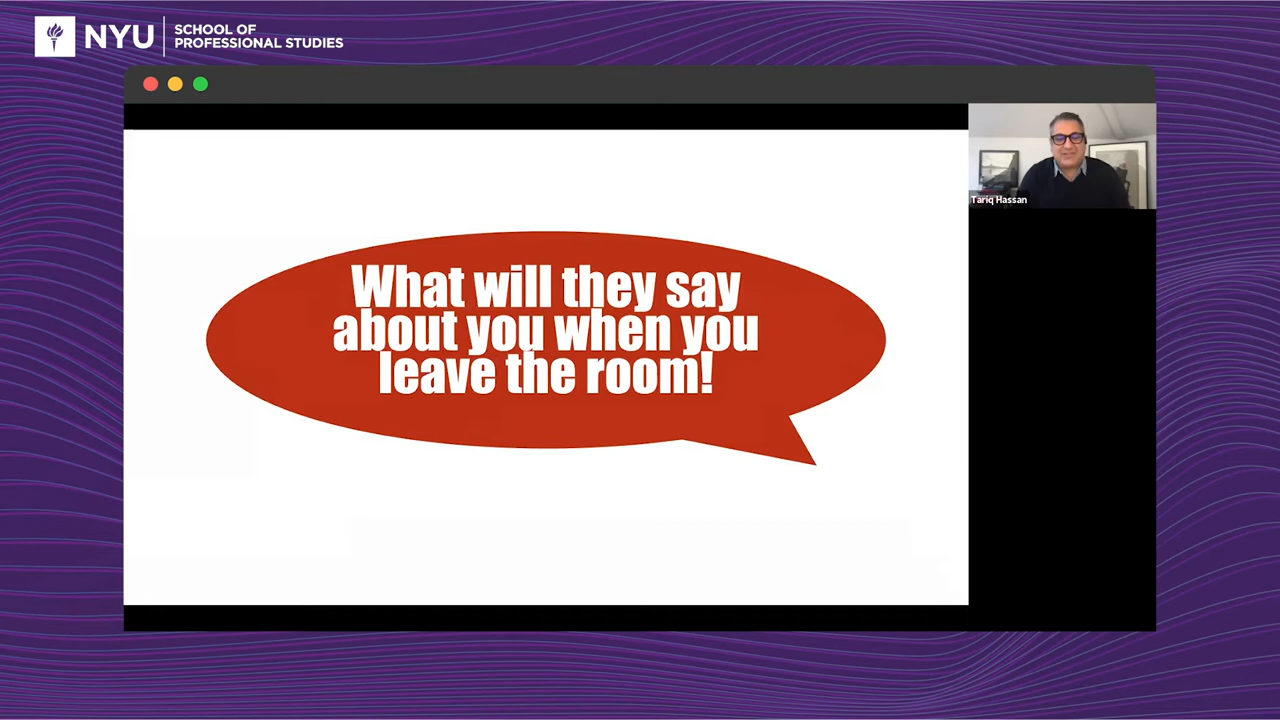 NYU
SCHOOL OF
PROFESSIONAL STUDIES
What will they say
about you when you
leave the room!
Tariq Hassan